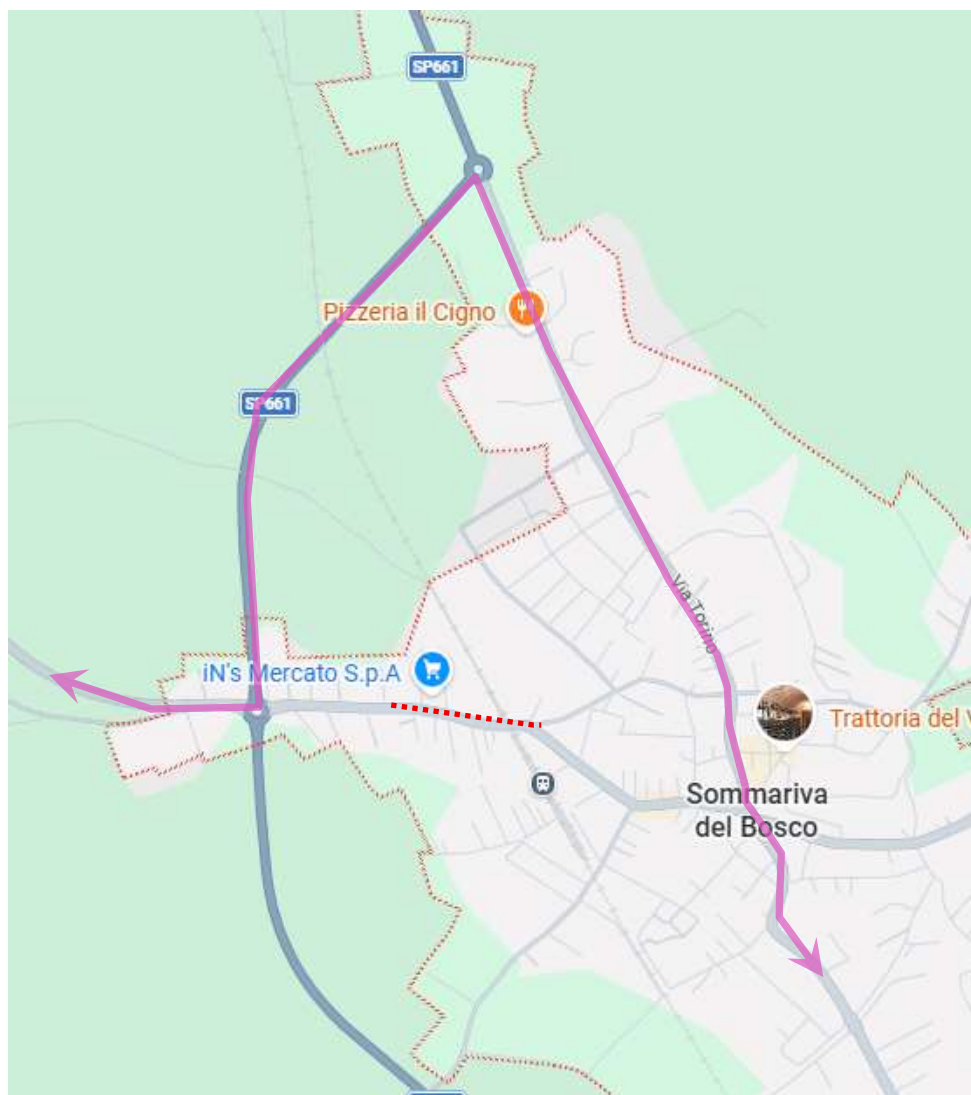 SP661
Pizzeria il Cigno
SP661
Via Torino
iN's Mercato S.p.A
Trattoria del V
Sommariva
del Bosco